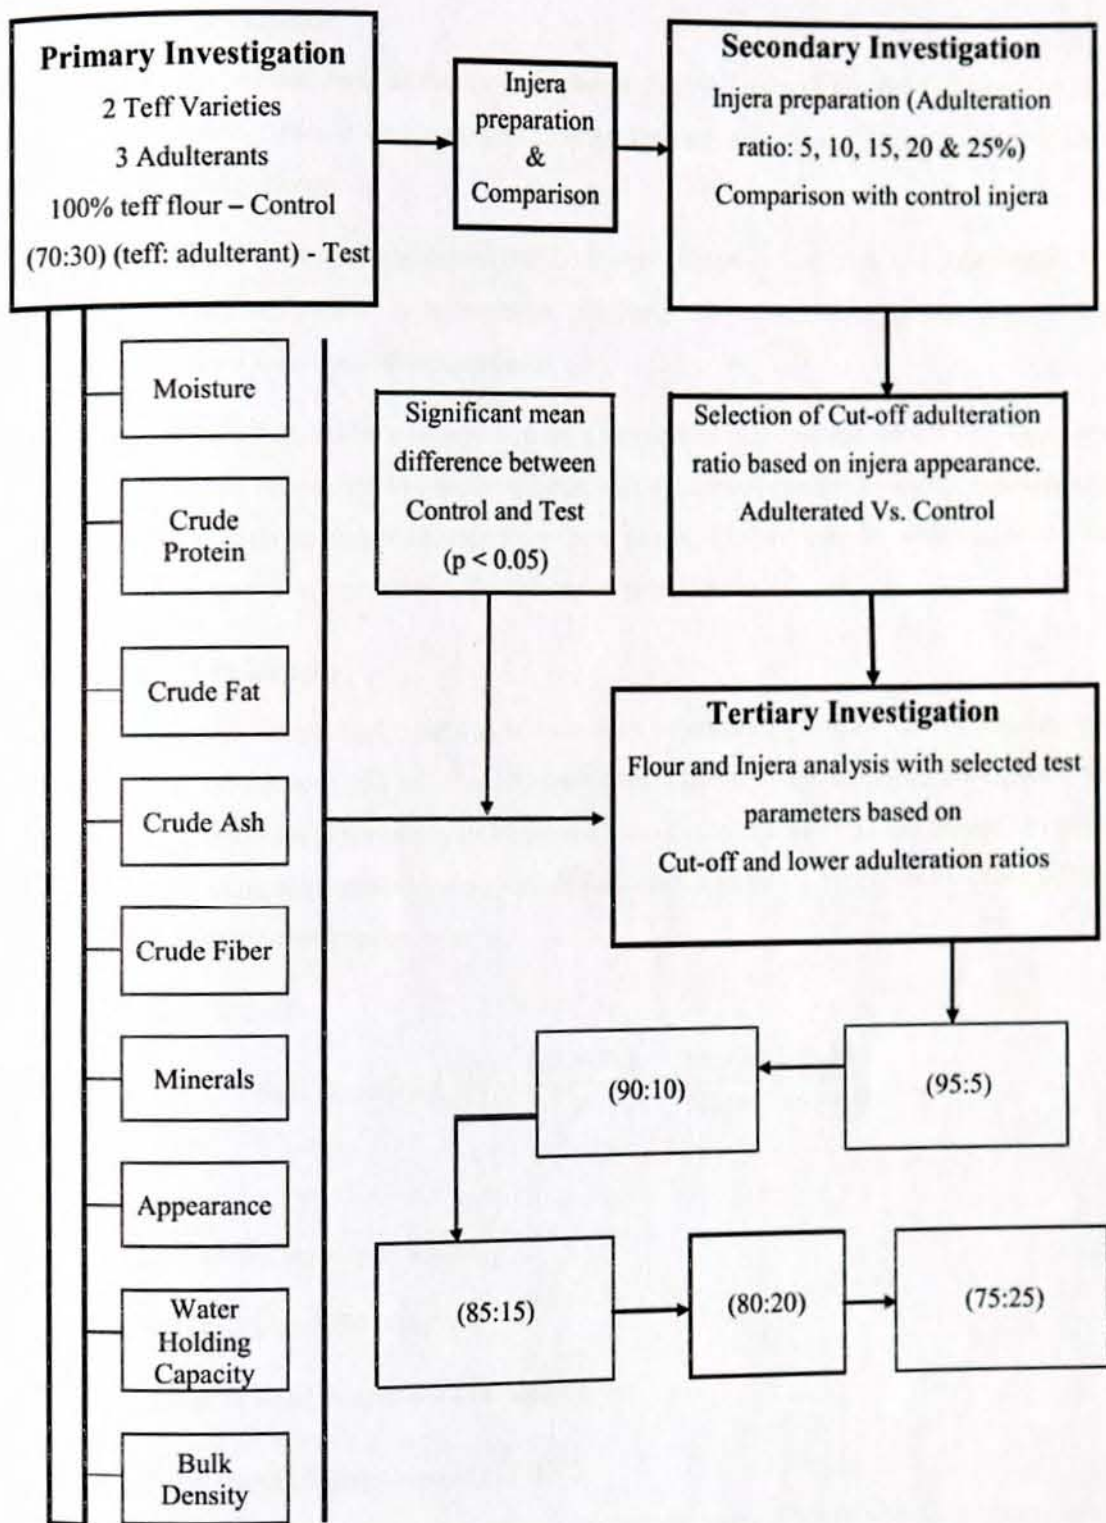 Primary Investigation
2 Teff Varieties
3 Adulterants
100% teff flour – Control
(70:30) (teff: adulterant) - Test
Injera
preparation
&
Comparison
Secondary Investigation
Injera preparation (Adulteration
ratio: 5, 10, 15, 20 & 25%)
Comparison with control injera
Moisture
Crude
Protein
Crude Fat
Crude Ash
Crude Fiber
Minerals
Appearance
Water
Holding
Capacity
Bulk
Density
Significant mean
difference between
Control and Test
(p < 0.05)
Selection of Cut-off adulteration
ratio based on injera appearance.
Adulterated Vs. Control
Tertiary Investigation
Flour and Injera analysis with selected test
parameters based on
Cut-off and lower adulteration ratios
(90:10)
(95:5)
(85:15)
(80:20)
(75:25)